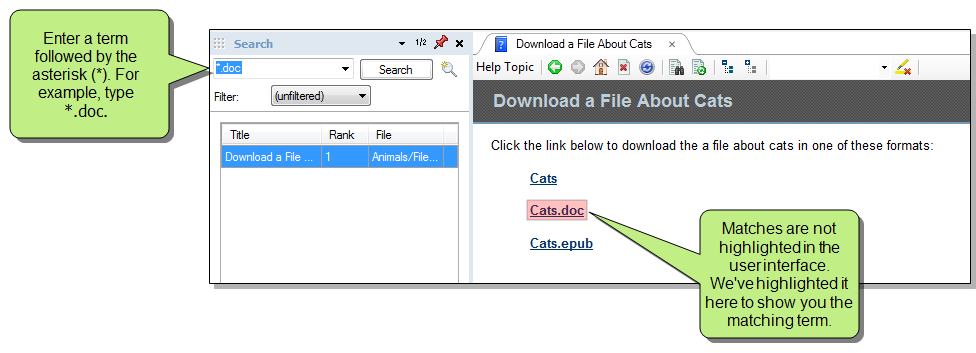 Enter a term
followed by the
asterisk (*). For
example, type
*.doc.
Search
1/2
*.doc
Search
Filter:
(unfiltered)
Title Rank File
Download a File ... 1 Animals/File...
Download a File About Cats
Help Topic
Download a File About Cats
Click the link below to download the a file about cats in one of these formats:
Cats
Cats.doc
Cats.epub
Matches are not
highlighted in the
user interface.
We've highlighted it
here to show you the
matching term.